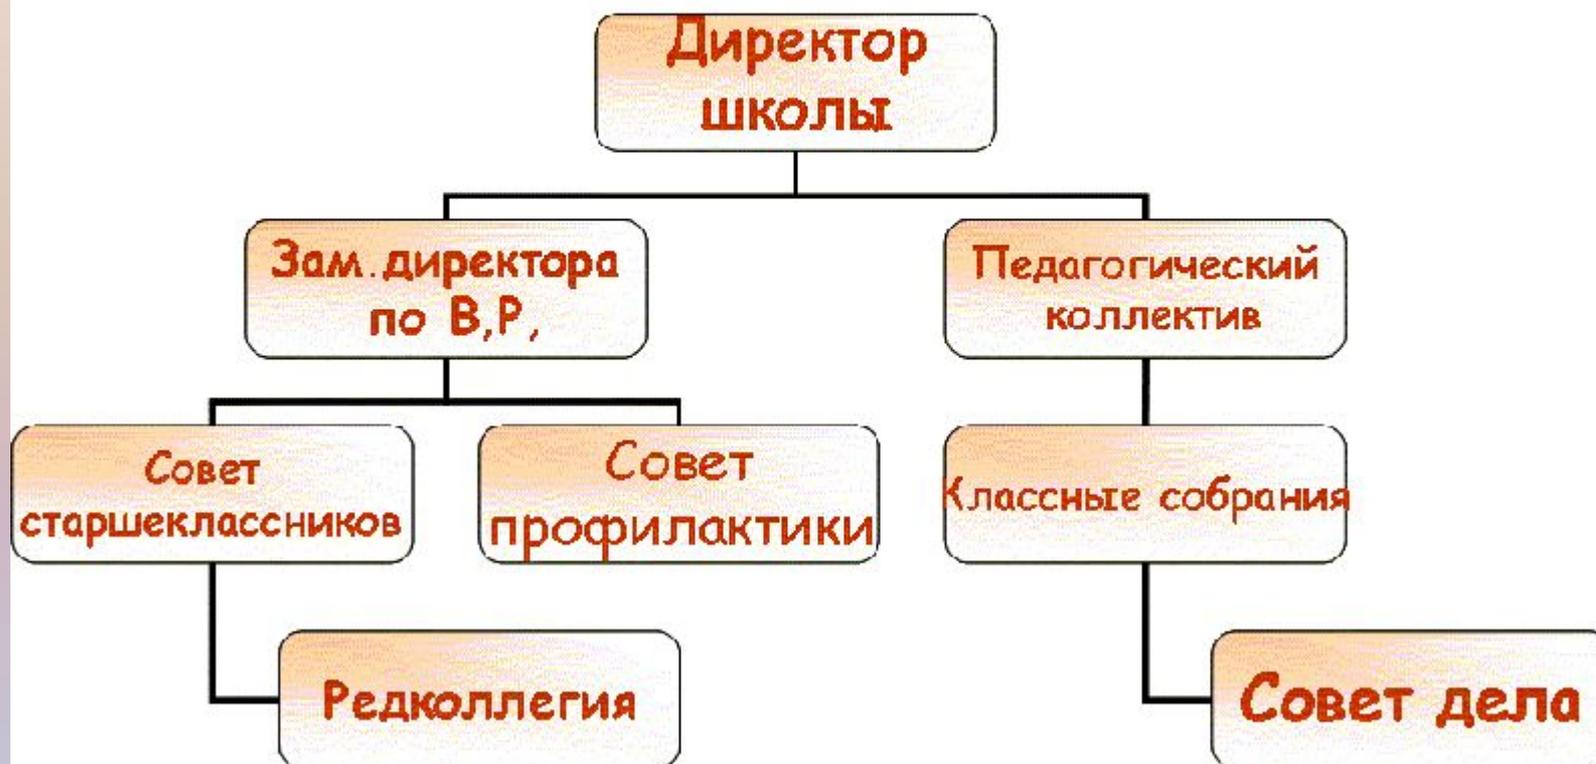 Директор
школы
Зам.директора
по В,Р,
Педагогический
коллектив
Совет
старшеклассников
Совет
профилактики
Классные собрания
Редколлегия
Совет дела